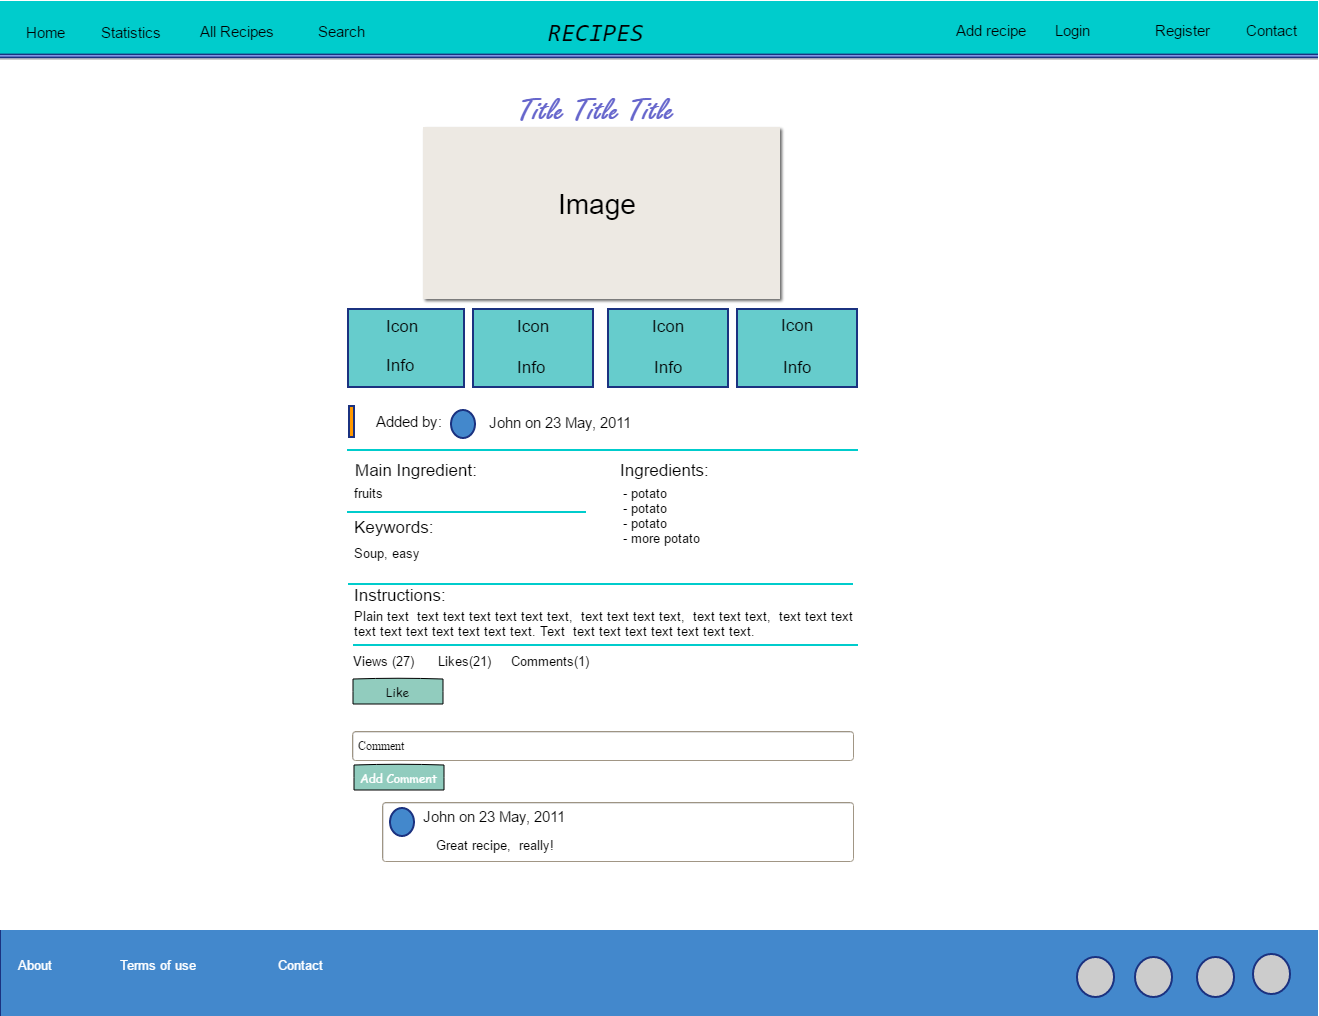 Home Statistics All Recipes Search RECIPES Add recipe Login Register Contact
Title Title Title
Image
Icon Icon Icon Icon
Info Info Info Info
Added by: John on 23 May, 2011
Main Ingredient:
fruits
Keywords:
Soup, easy
Ingredients:
- potato
- potato
- potato
- more potato
Instructions:
Plain text text text text text text text, text text text text, text text text, text text text
text text text text text text text. Text text text text text text text text.
Views (27) Likes(21) Comments(1)
Like
Comment
Add Comment
John on 23 May, 2011
Great recipe, really!
About Terms of use Contact